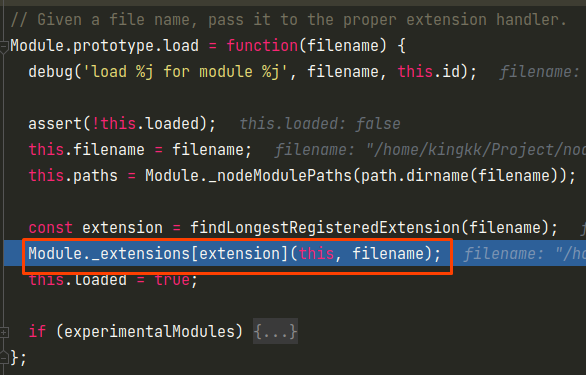 // Given a file name, pass it to the proper extension handler.
Module.prototype.load = function(filename) {
debug('load %j for module %j', filename, this.id);   filename:
assert(!this.loaded);   this.loaded: false
this.filename = filename;   filename: "/home/kingkk/Project/nod
this.paths = Module._nodeModulePaths(path.dirname(filename));
const extension = findLongestRegisteredExtension(filename);
Module._extensions[extension](this, filename);   filename: "/ho
this.loaded = true;
if (experimentalModules) {...}
};